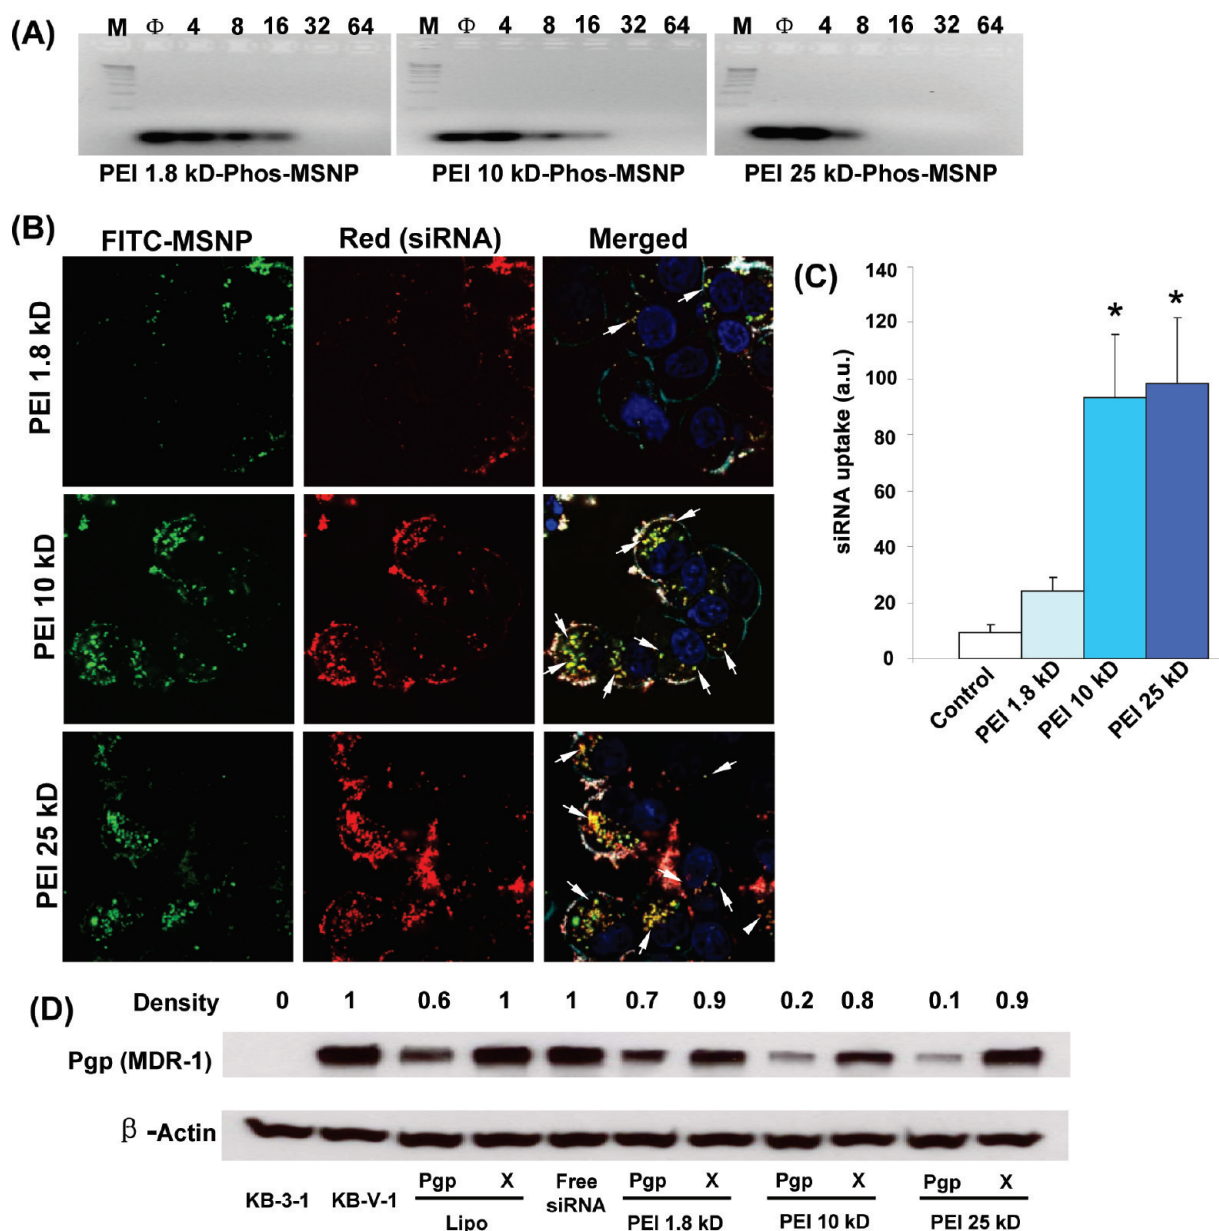 (A)
M Φ 4 8 16 32 64
M Φ 4 8 16 32 64
M Φ 4 8 16 32 64
PEI 1.8 kD-Phos-MSNP
PEI 10 kD-Phos-MSNP
PEI 25 kD-Phos-MSNP
(B)
FITC-MSNP Red (siRNA) Merged
PEI 1.8 kD
PEI 10 kD
PEI 25 kD
(C)
siRNA uptake (a.u.)
140
120
100
80
60
40
20
0
* *
Control PEI 1.8 kD PEI 10 kD PEI 25 kD
(D)
Density 0 1 0.6 1 1 0.7 0.9 0.2 0.8 0.1 0.9
Pgp (MDR-1)
β -Actin
KB-3-1 KB-V-1 Pgp X Free siRNA Pgp X Pgp X Pgp X
Lipo PEI 1.8 kD PEI 10 kD PEI 25 kD